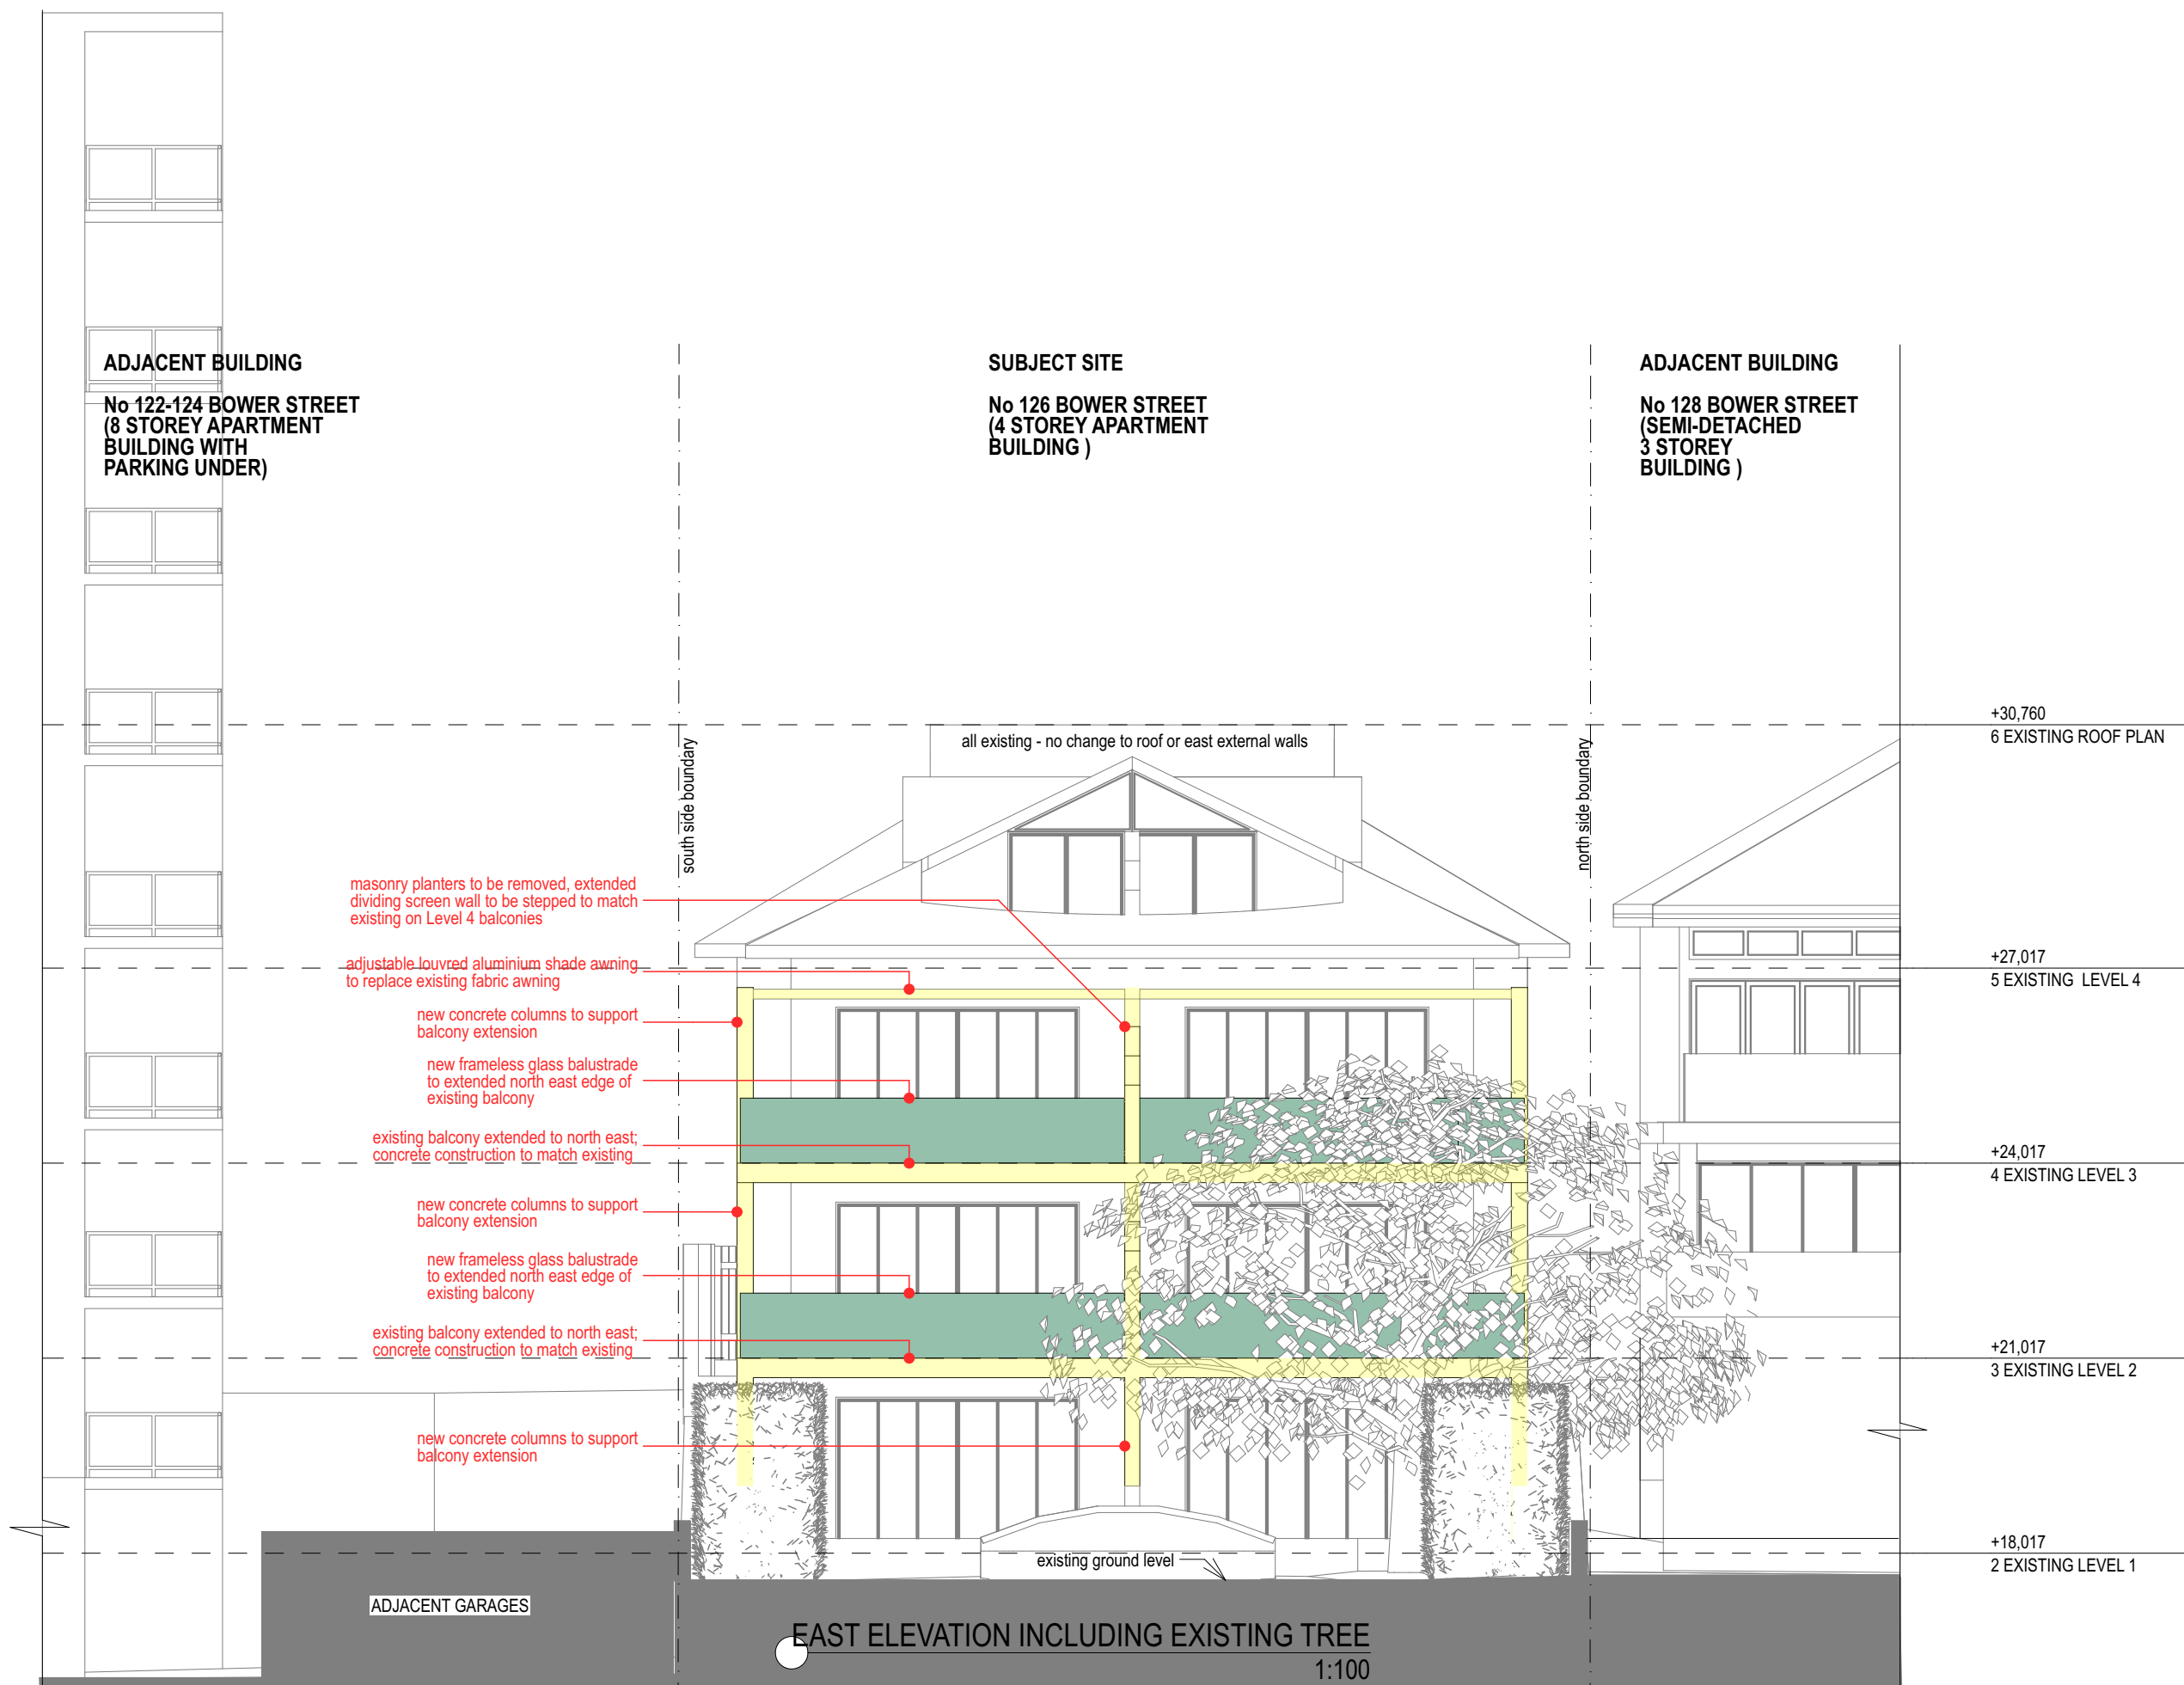 ADJACENT BUILDING
No 122-124 BOWER STREET
(8 STOREY APARTMENT
BUILDING WITH
PARKING UNDER)
SUBJECT SITE
No 126 BOWER STREET
(4 STOREY APARTMENT
BUILDING )
ADJACENT BUILDING
No 128 BOWER STREET
(SEMI-DETACHED
3 STOREY
BUILDING )
+30,760
6 EXISTING ROOF PLAN
all existing - no change to roof or east external walls
south side boundary
north side boundary
masonry planters to be removed, extended
dividing screen wall to be stepped to match
existing on Level 4 balconies
adjustable louvred aluminium shade awning
to replace existing fabric awning
+27,017
5 EXISTING LEVEL 4
new concrete columns to support
balcony extension
new frameless glass balustrade
to extended north east edge of
existing balcony
existing balcony extended to north east;
concrete construction to match existing
+24,017
4 EXISTING LEVEL 3
new concrete columns to support
balcony extension
new frameless glass balustrade
to extended north east edge of
existing balcony
existing balcony extended to north east;
concrete construction to match existing
+21,017
3 EXISTING LEVEL 2
new concrete columns to support
balcony extension
+18,017
2 EXISTING LEVEL 1
existing ground level
ADJACENT GARAGES
EAST ELEVATION INCLUDING EXISTING TREE
1:100